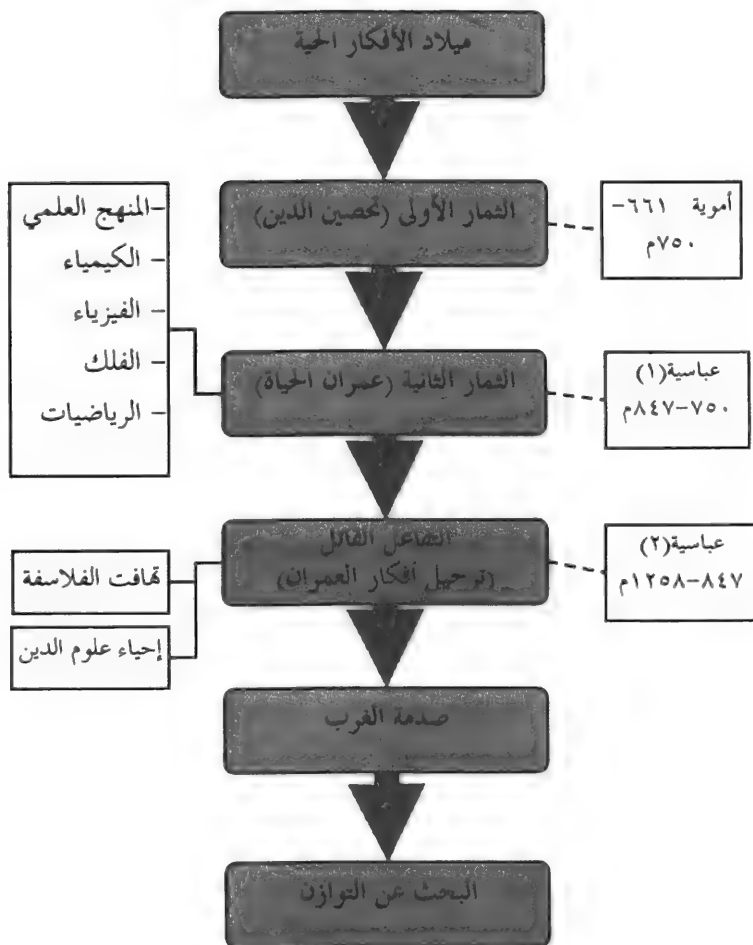 ميلاد الأفكار الحية
الثمار الأولى (تحصين الدين)
أموية ٦٦١-
٧٥٠م
-المنهج العلمي
- الكيمياء
- الفيزياء
- الفلك
- الرياضيات
الثمار الثانية (عمران الحياة)
عباسية(١)
٧٥٠-٨٤٧م
التفاعل القاتل
(ترحيل أفكار العمران)
عباسية(٢)
٨٤٧-١٢٥٨م
تهافت الفلاسفة
إحياء علوم الدين
صدمة الغرب
البحث عن التوازن